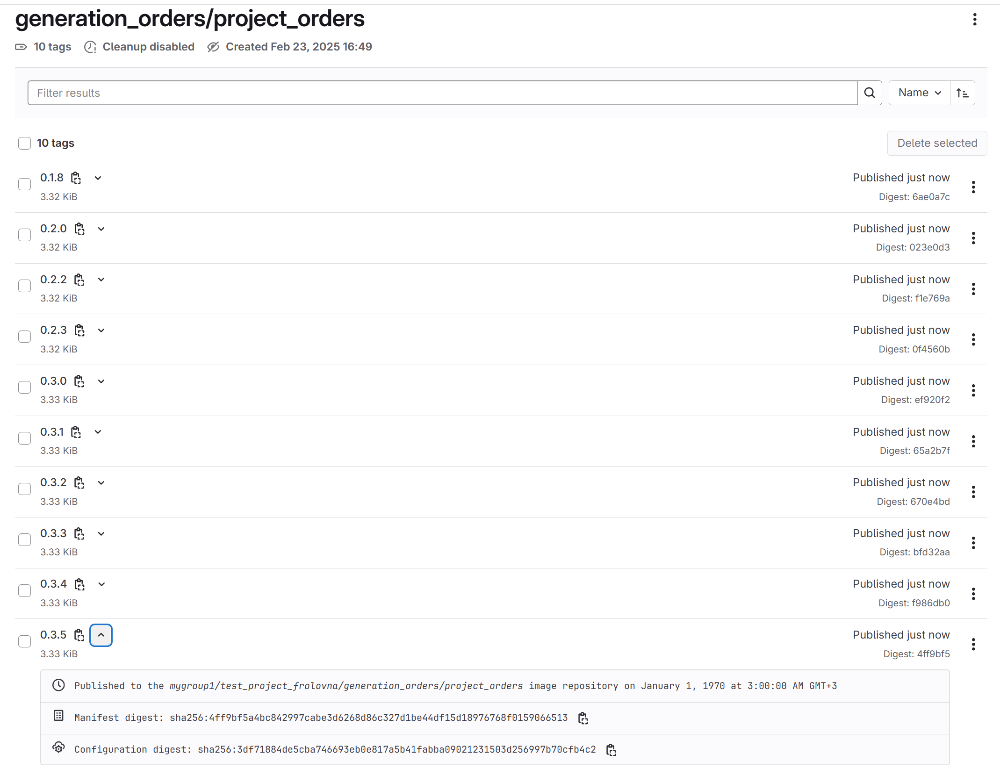 generation_orders/project_orders
10 tags Cleanup disabled Created Feb 23, 2025 16:49
Filter results Name
10 tags Delete selected
0.1.8 Published just now
3.32 KiB Digest: 6ae0a7c
0.2.0 Published just now
3.32 KiB Digest: 023e0d3
0.2.2 Published just now
3.32 KiB Digest: f1e769a
0.2.3 Published just now
3.32 KiB Digest: 0f4560b
0.3.0 Published just now
3.33 KiB Digest: ef920f2
0.3.1 Published just now
3.33 KiB Digest: 65a2b7f
0.3.2 Published just now
3.33 KiB Digest: 670e4bd
0.3.3 Published just now
3.33 KiB Digest: bfd32aa
0.3.4 Published just now
3.33 KiB Digest: f986db0
0.3.5 Published just now
3.33 KiB Digest: 4ff9bf5
Published to the mygroup1/test_project_frolovna/generation_orders/project_orders image repository on January 1, 1970 at 3:00:00 AM GMT+3
Manifest digest: sha256:4ff9bf5a4bc842997cabe3d6268d86c327d1be44df15d18976768f0159066513
Configuration digest: sha256:3df71884de5cba746693eb0e817a5b41fabba09021231503d256997b70cfb4c2